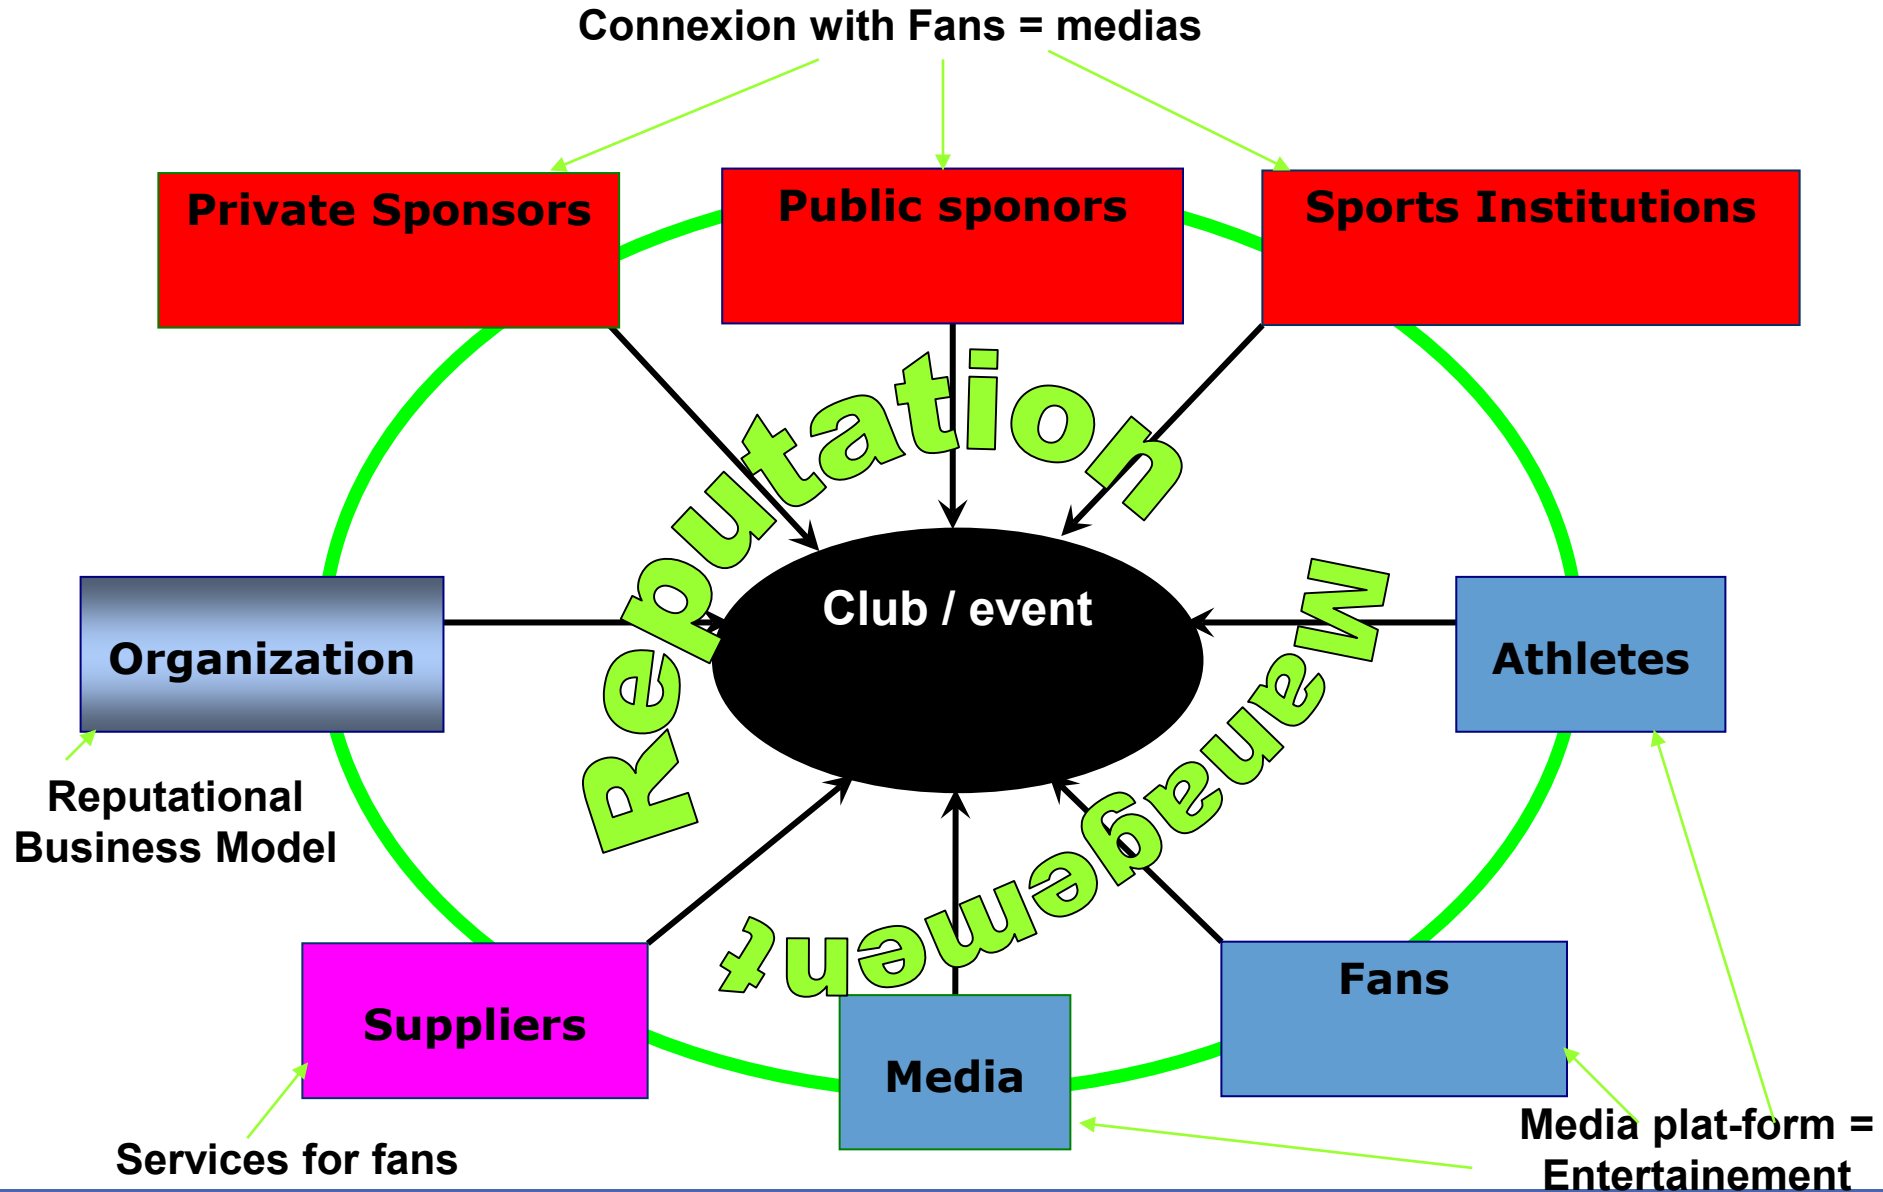 Connexion with Fans = medias
Private Sponsors
Public sponors
Sports Institutions
Reputation
Club / event
Management
Organization
Athletes
Reputational
Business Model
Suppliers
Media
Fans
Services for fans
Media plat-form =
Entertainement